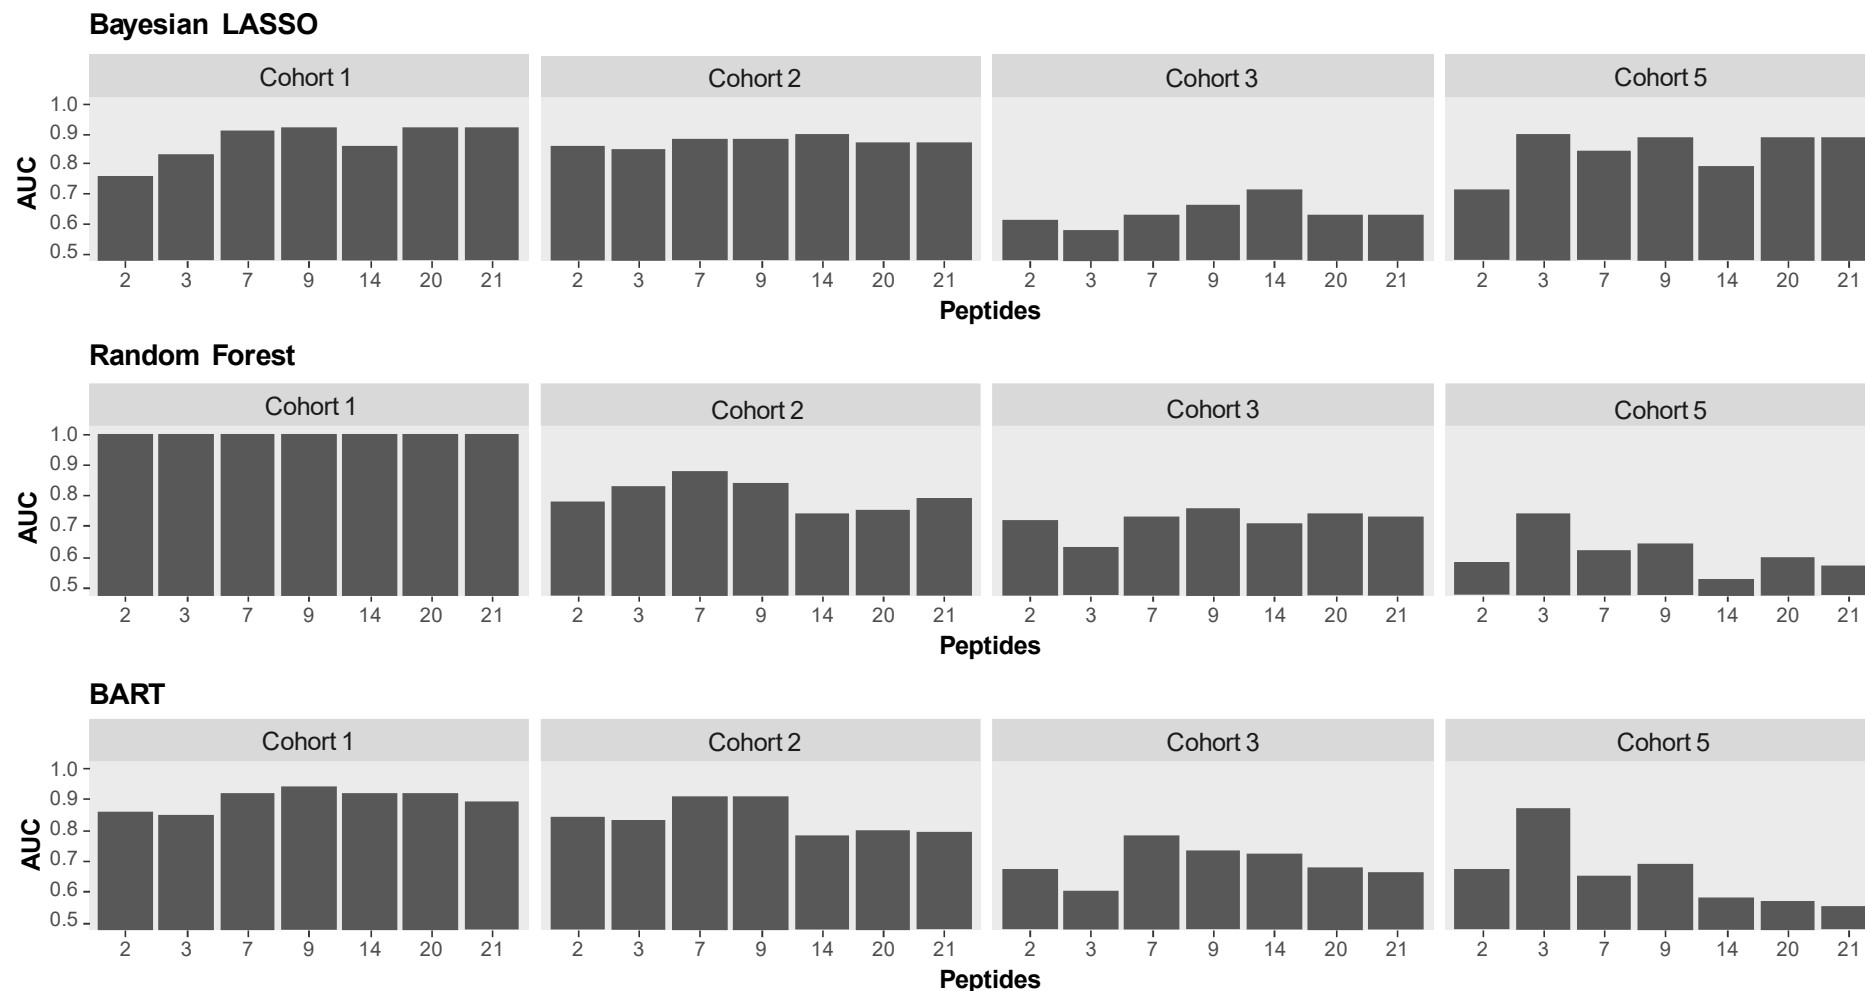 Bayesian LASSO
Cohort 1 Cohort 2 Cohort 3 Cohort 5
AUC
1.0
0.9
0.8
0.7
0.6
0.5
2 3 7 9 14 20 21 2 3 7 9 14 20 21 2 3 7 9 14 20 21 2 3 7 9 14 20 21
Peptides
Random Forest
Cohort 1 Cohort 2 Cohort 3 Cohort 5
AUC
1.0
0.9
0.8
0.7
0.6
0.5
2 3 7 9 14 20 21 2 3 7 9 14 20 21 2 3 7 9 14 20 21 2 3 7 9 14 20 21
Peptides
BART
Cohort 1 Cohort 2 Cohort 3 Cohort 5
AUC
1.0
0.9
0.8
0.7
0.6
0.5
2 3 7 9 14 20 21 2 3 7 9 14 20 21 2 3 7 9 14 20 21 2 3 7 9 14 20 21
Peptides